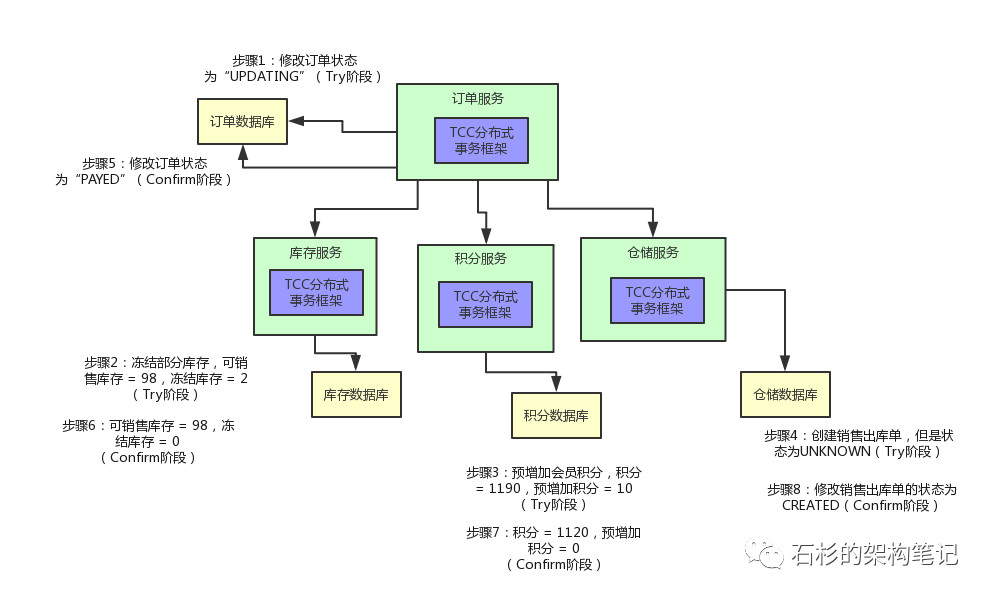 步骤1：修改订单状态
为“UPDATING”（Try阶段）
订单服务
订单数据库
TCC分布式
事务框架
步骤5：修改订单状态
为“PAYED”（Confirm阶段）
库存服务
TCC分布式
事务框架
积分服务
TCC分布式
事务框架
仓储服务
TCC分布式
事务框架
步骤2：冻结部分库存，可销
售库存 = 98，冻结库存 = 2
（Try阶段）
库存数据库
积分数据库
仓储数据库
步骤6：可销售库存 = 98，冻
结库存 = 0
（Confirm阶段）
步骤3：预增加会员积分，积分
= 1190，预增加积分 = 10
（Try阶段）
步骤7：积分 = 1120，预增加
积分 = 0
（Confirm阶段）
步骤4：创建销售出库单，但是状
态为UNKNOWN（Try阶段）
步骤8：修改销售出库单的状态为
CREATED（Confirm阶段）
石杉的架构笔记